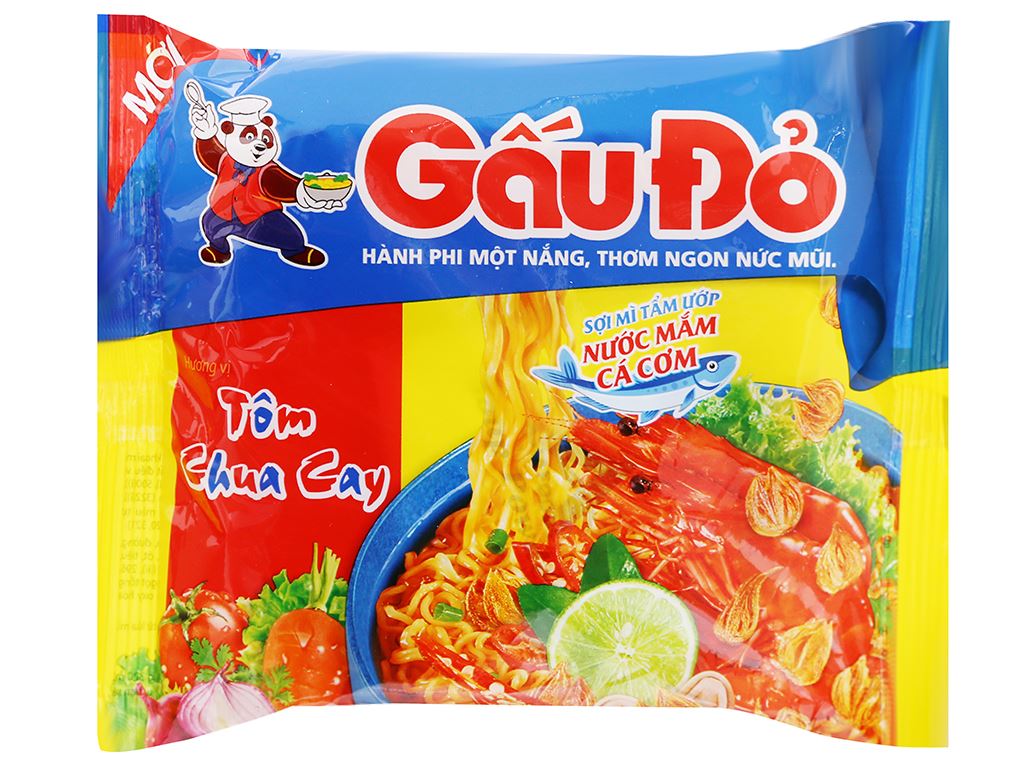 MỚI
Gấu Đỏ
HÀNH PHI MỘT NẮNG, THƠM NGON NỨC MŨI.
SỢI MÌ TẨM ƯỚP
NƯỚC MẮM
CÁ CƠM
Hương vị
Tôm
Chua Cay